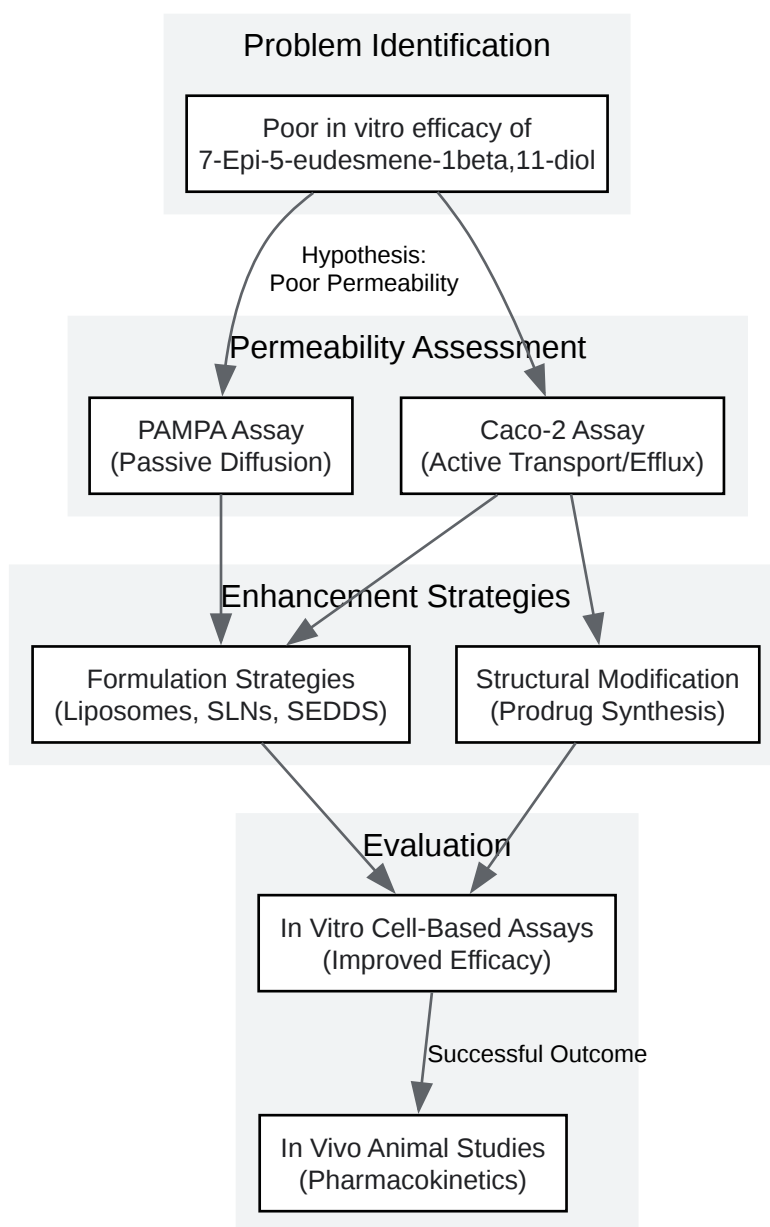 Problem Identification
Poor in vitro efficacy of
7-Epi-5-eudesmene-1beta,11-diol
Hypothesis:
Poor Permeability
Permeability Assessment
PAMPA Assay
(Passive Diffusion)
Caco-2 Assay
(Active Transport/Efflux)
Enhancement Strategies
Formulation Strategies
(Liposomes, SLNs, SEDDS)
Structural Modification
(Prodrug Synthesis)
Evaluation
In Vitro Cell-Based Assays
(Improved Efficacy)
Successful Outcome
In Vivo Animal Studies
(Pharmacokinetics)